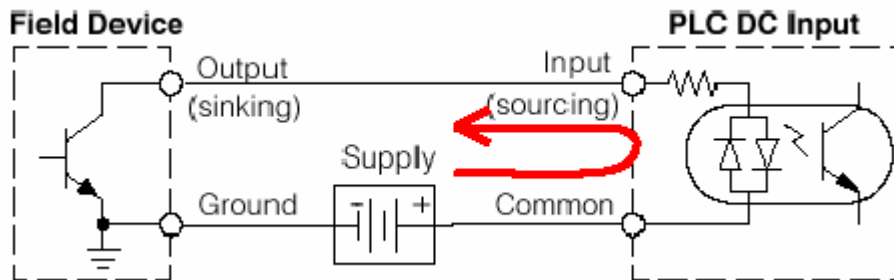 Field Device
PLC DC Input
Output
(sinking)
Input
(sourcing)
Supply
Ground
- +
Common